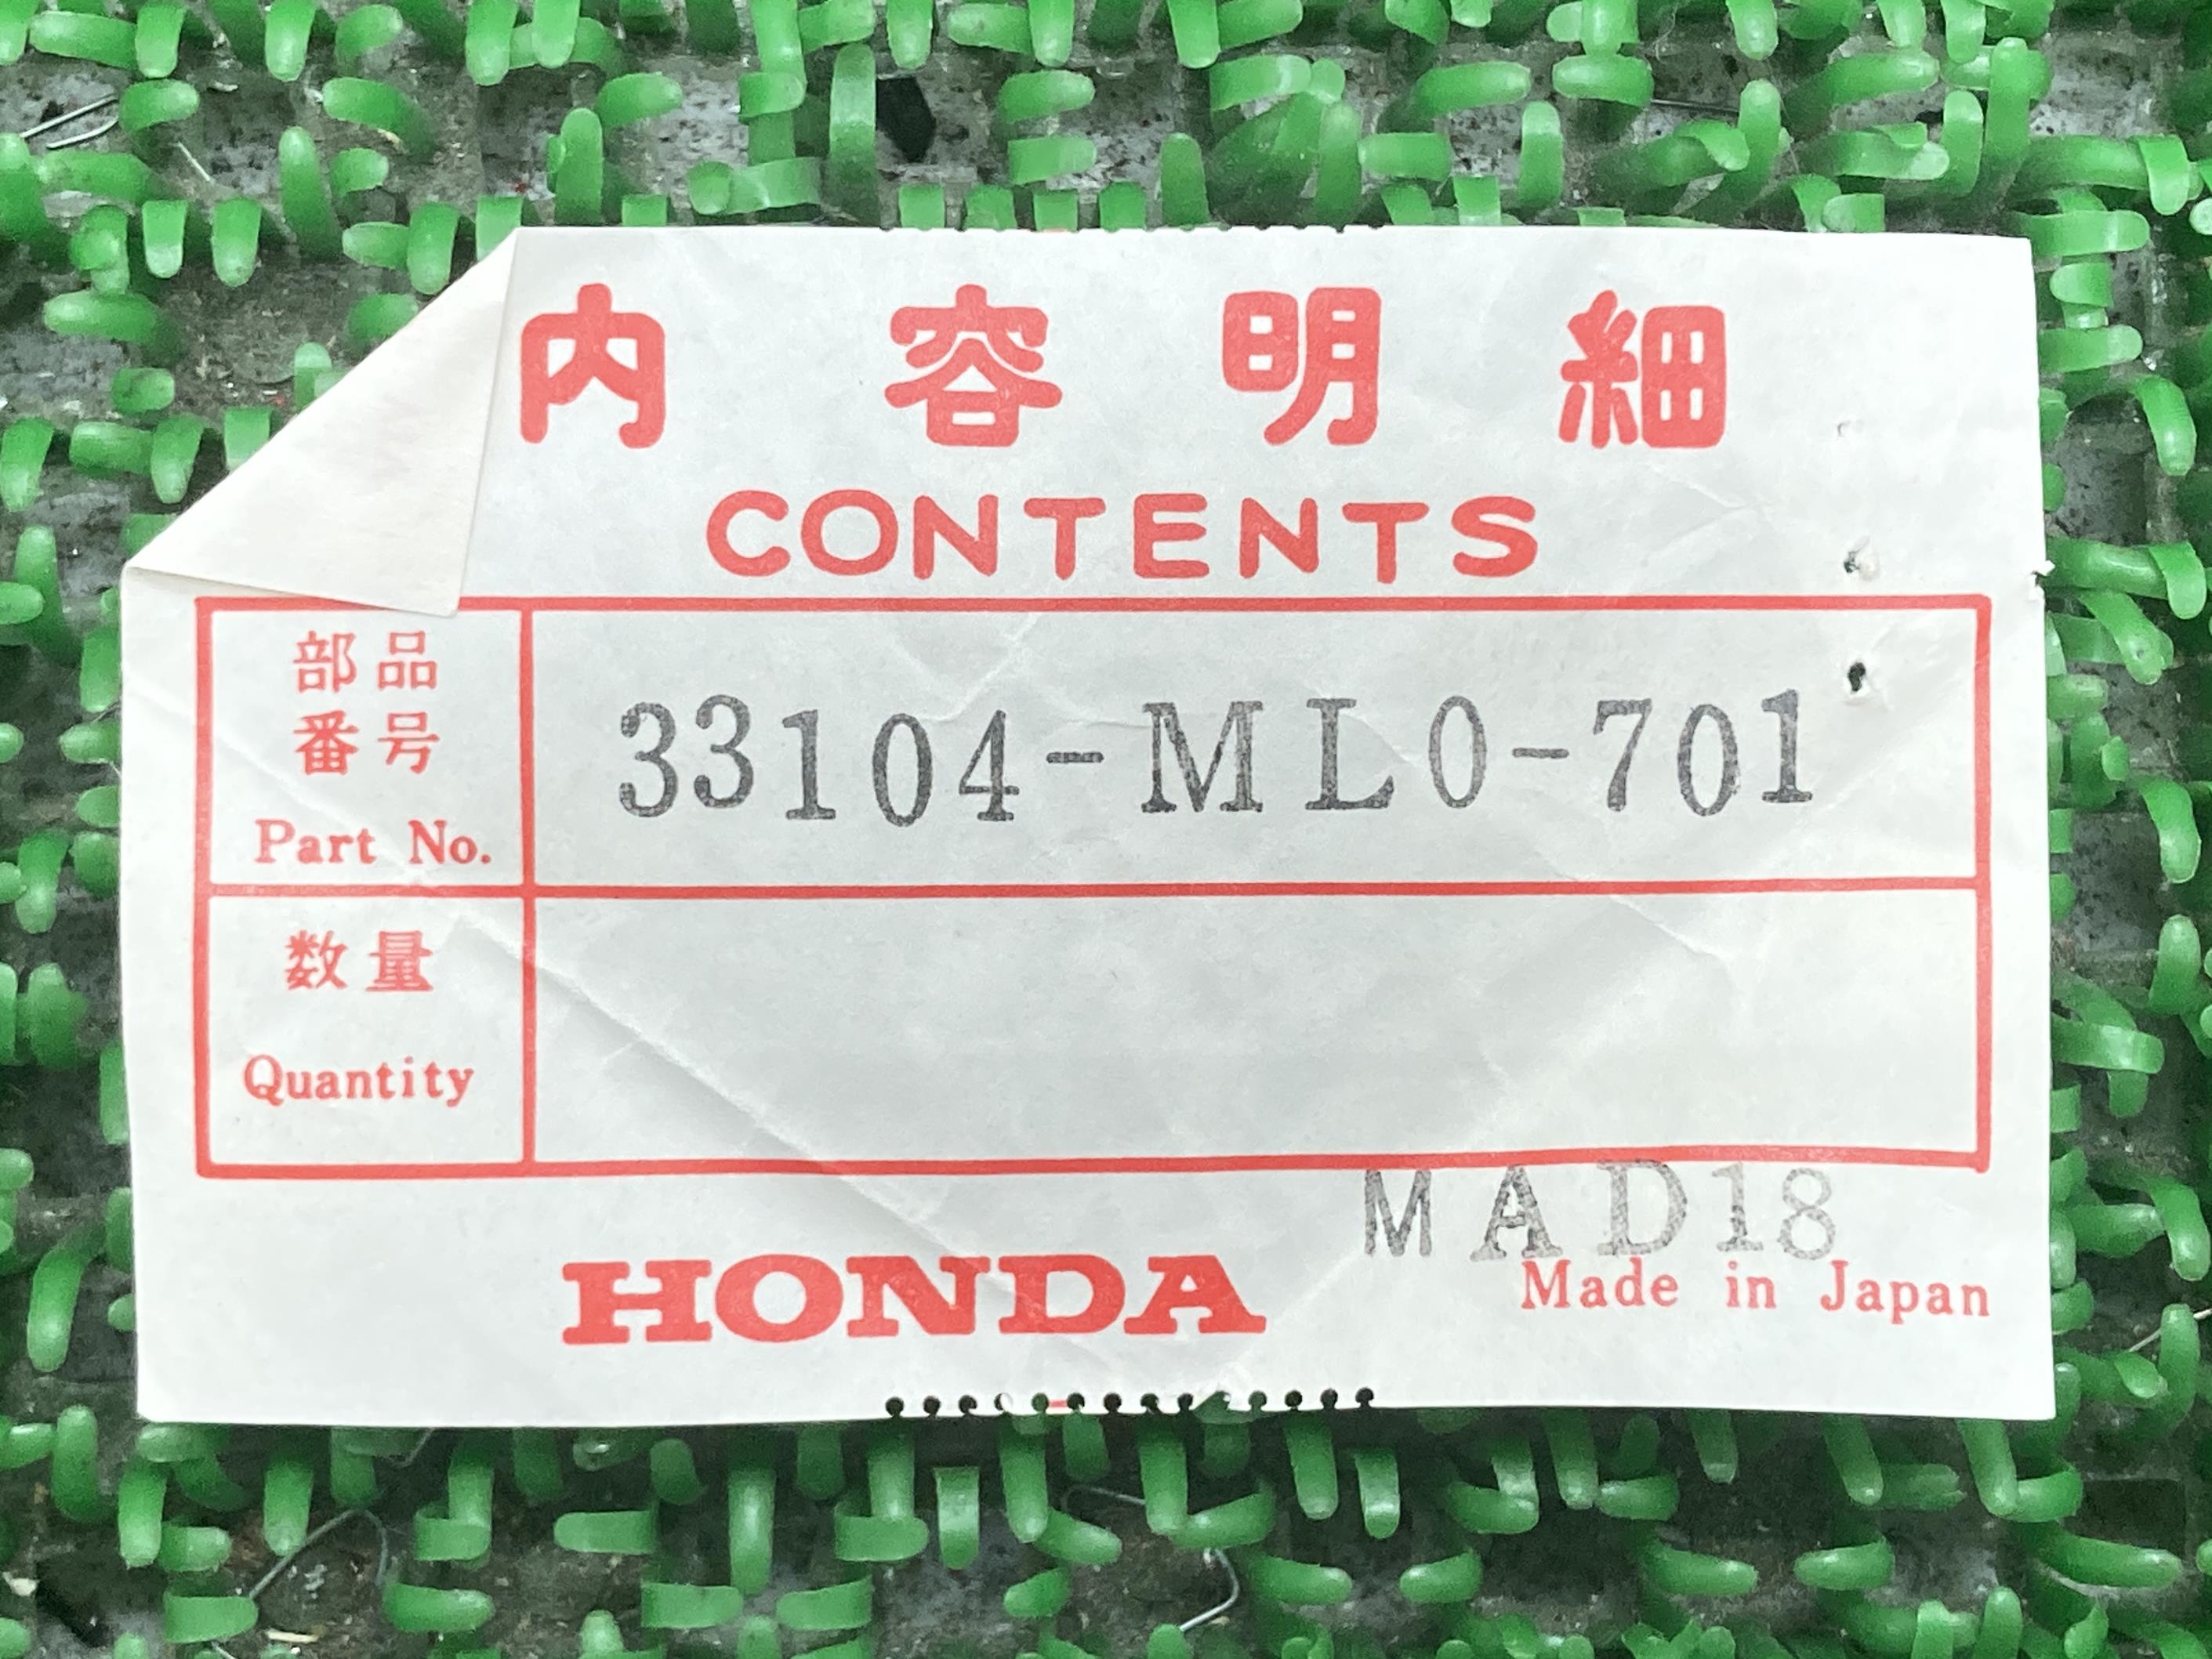 内容明細
CONTENTS
部品
番号
Part No.
33104-ML0-701
数量
Quantity
MAD18
HONDA
Made in Japan